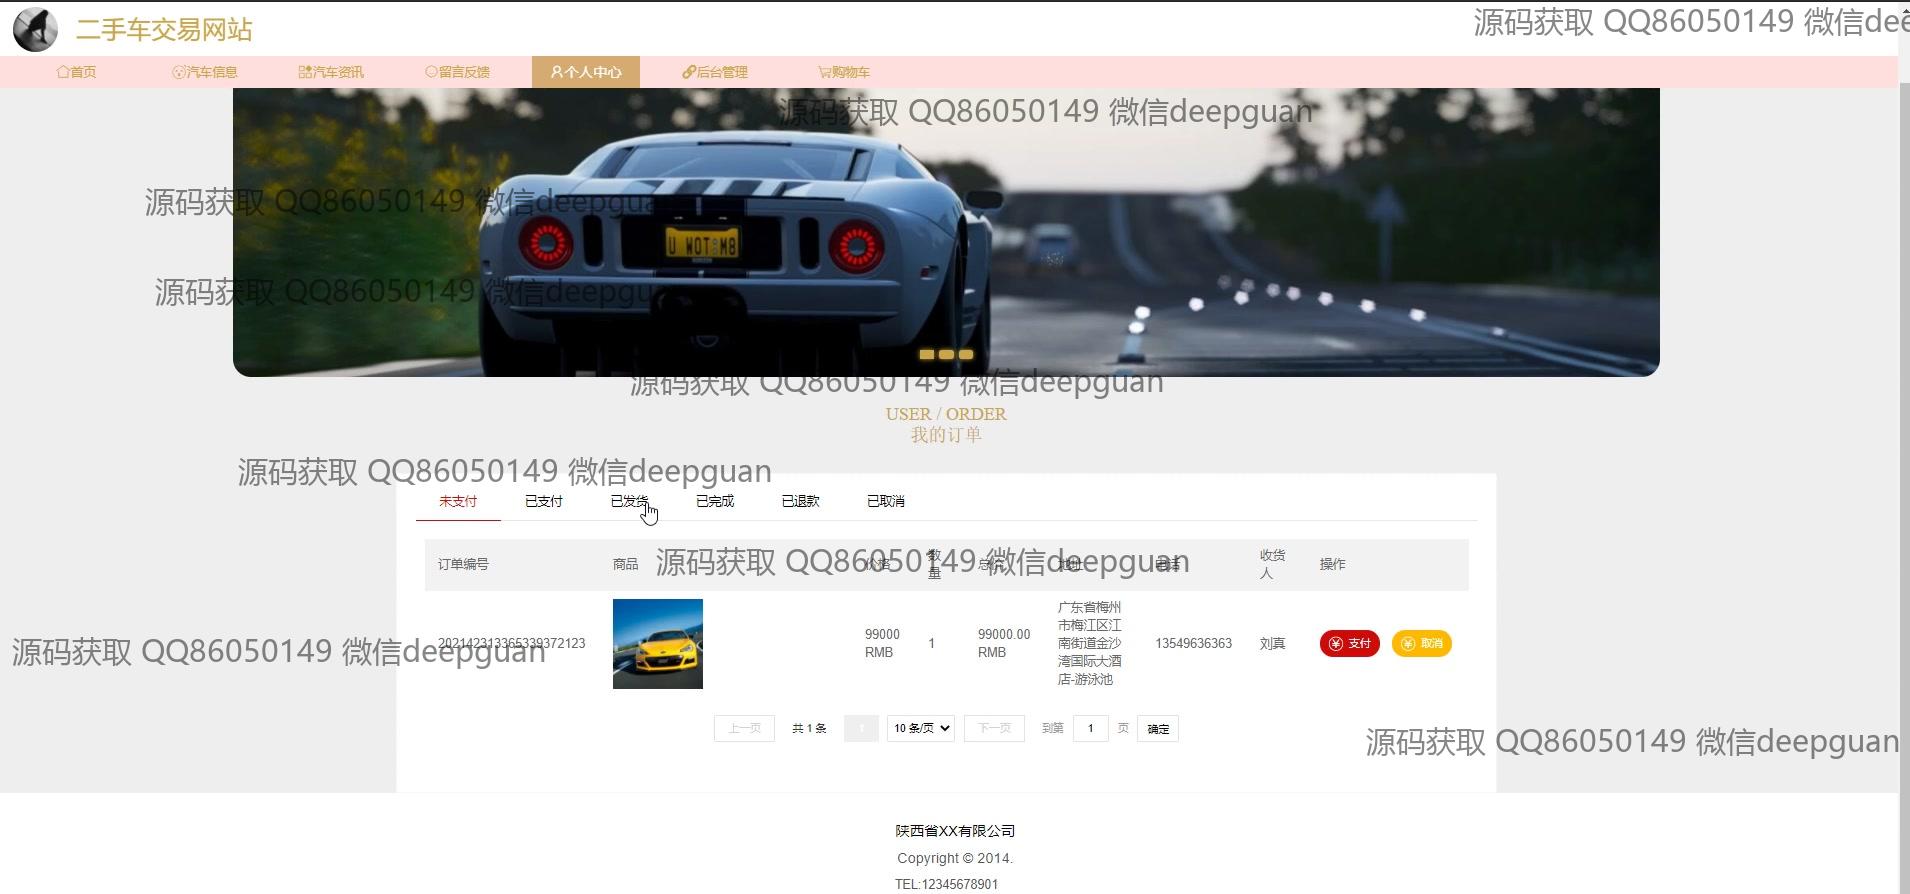 二手车交易网站
源码获取 QQ86050149 微信dee
首页
汽车信息
汽车资讯
留言反馈
个人中心
后台管理
购物车
源码获取 QQ86050149 微信deepguan
源码获取 QQ86050149 微信deepgua
U WOT M8
源码获取 QQ86050149 微信deepgu
源码获取 QQ86050149 微信deepguan
USER / ORDER
我的订单
源码获取 QQ86050149 微信deepguan
未支付
已支付
已发货
已完成
已退款
已取消
订单编号
商品
源码获取 QQ86050149 微信deepguan
价格
数
量
总价
地址
电话
收货
人
操作
源码获取 QQ86050149 微信deepguan
202142313365339372123
99000
RMB
1
99000.00
RMB
广东省梅州
市梅江区江
南街道金沙
湾国际大酒
店-游泳池
13549636363
刘真
支付
取消
上一页
共 1 条
1
10 条/页
下一页
到第
1
页
确定
源码获取 QQ86050149 微信deepguan
陕西省XX有限公司
Copyright © 2014.
TEL:12345678901